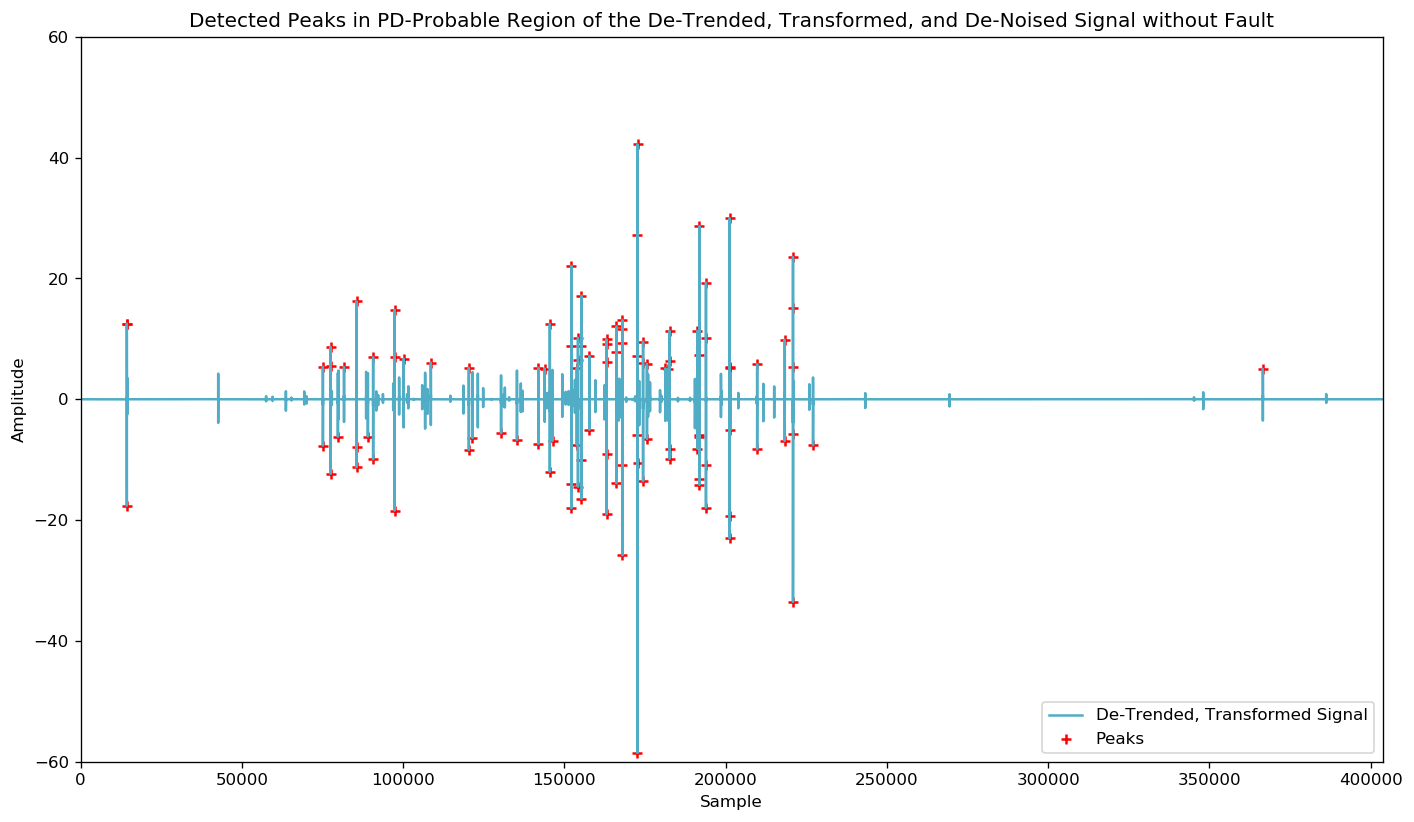 Detected Peaks in PD-Probable Region of the De-Trended, Transformed, and De-Noised Signal without Fault
60
40
20
0
−20
−40
−60
Amplitude
De-Trended, Transformed Signal
Peaks
0 50000 100000 150000 200000 250000 300000 350000 400000
Sample